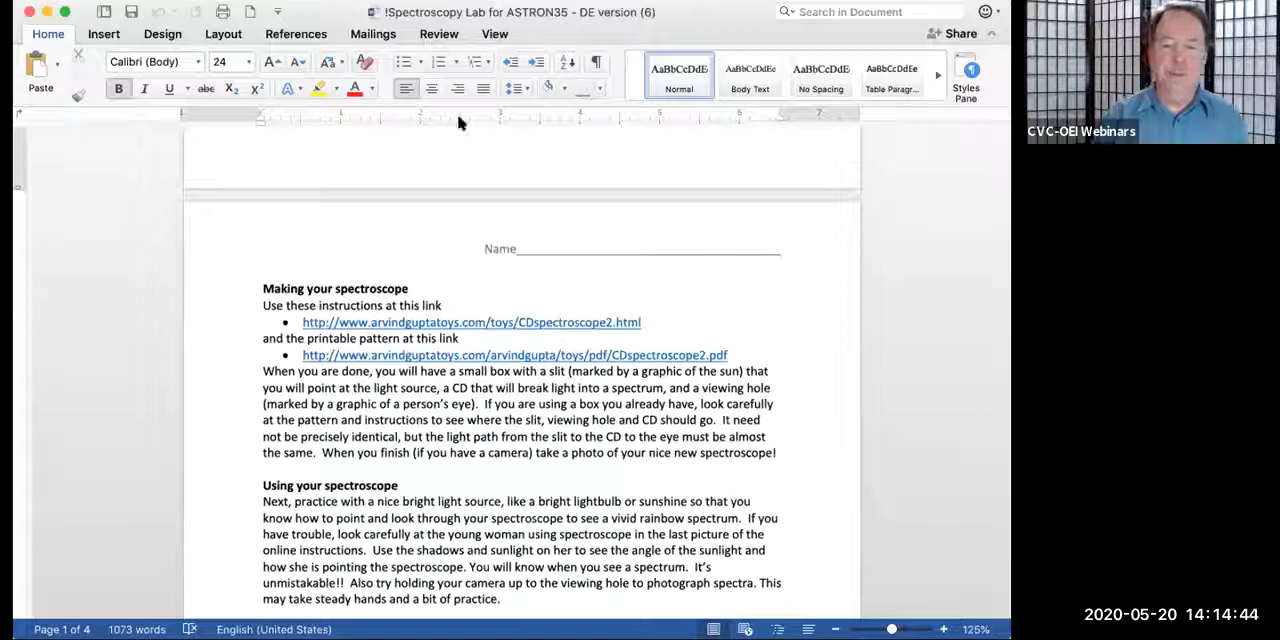 !Spectroscopy Lab for ASTRON35 - DE version (6)
Search in Document
Home Insert Design Layout References Mailings Review View
Share
Paste
Calibri (Body) 24
AaBbCcDdE AaBbCcDdEe AaBbCcDdE AaBbCcDdEe
Normal Body Text No Spacing Table Paragr...
Styles Pane
1 2 3 4 5 6 7
Name
Making your spectroscope
Use these instructions at this link
• http://www.arvindguptatoys.com/toys/CDspectroscope2.html
and the printable pattern at this link
• http://www.arvindguptatoys.com/arvindgupta/toys/pdf/CDspectroscope2.pdf
When you are done, you will have a small box with a slit (marked by a graphic of the sun) that
you will point at the light source, a CD that will break light into a spectrum, and a viewing hole
(marked by a graphic of a person's eye). If you are using a box you already have, look carefully
at the pattern and instructions to see where the slit, viewing hole and CD should go. It need
not be precisely identical, but the light path from the slit to the CD to the eye must be almost
the same. When you finish (if you have a camera) take a photo of your nice new spectroscope!
Using your spectroscope
Next, practice with a nice bright light source, like a bright lightbulb or sunshine so that you
know how to point and look through your spectroscope to see a vivid rainbow spectrum. If you
have trouble, look carefully at the young woman using spectroscope in the last picture of the
online instructions. Use the shadows and sunlight on her to see the angle of the sunlight and
how she is pointing the spectroscope. You will know when you see a spectrum. It's
unmistakable!! Also try holding your camera up to the viewing hole to photograph spectra. This
may take steady hands and a bit of practice.
Page 1 of 4 1073 words English (United States) 125%
CVC-OEI Webinars
2020-05-20 14:14:44